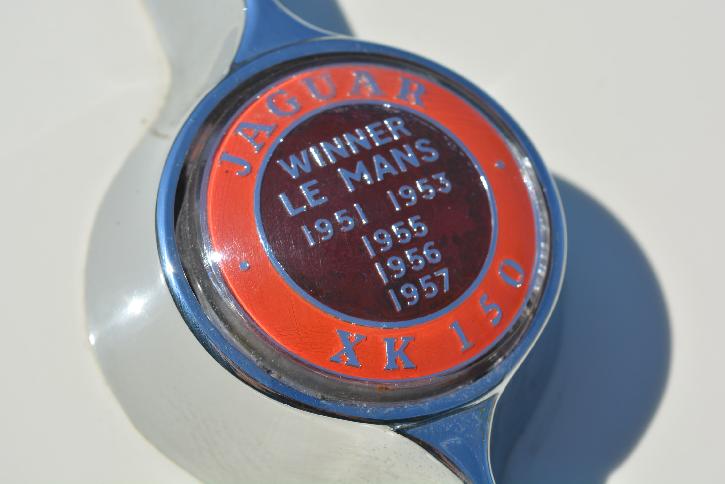 JAGUAR
WINNER
LE MANS
1951 1953
1955
1956
1957
XK 150